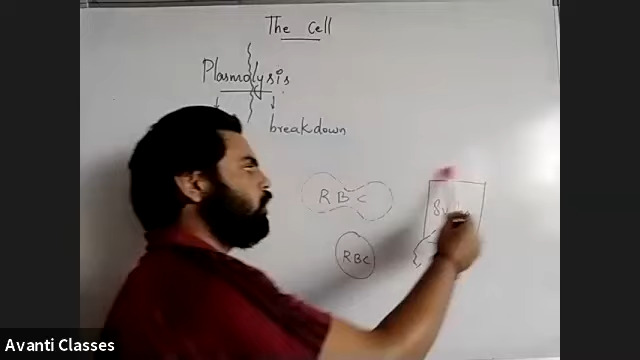 The Cell
Plasmolysis
breakdown
RBC
RBC
Avanti Classes